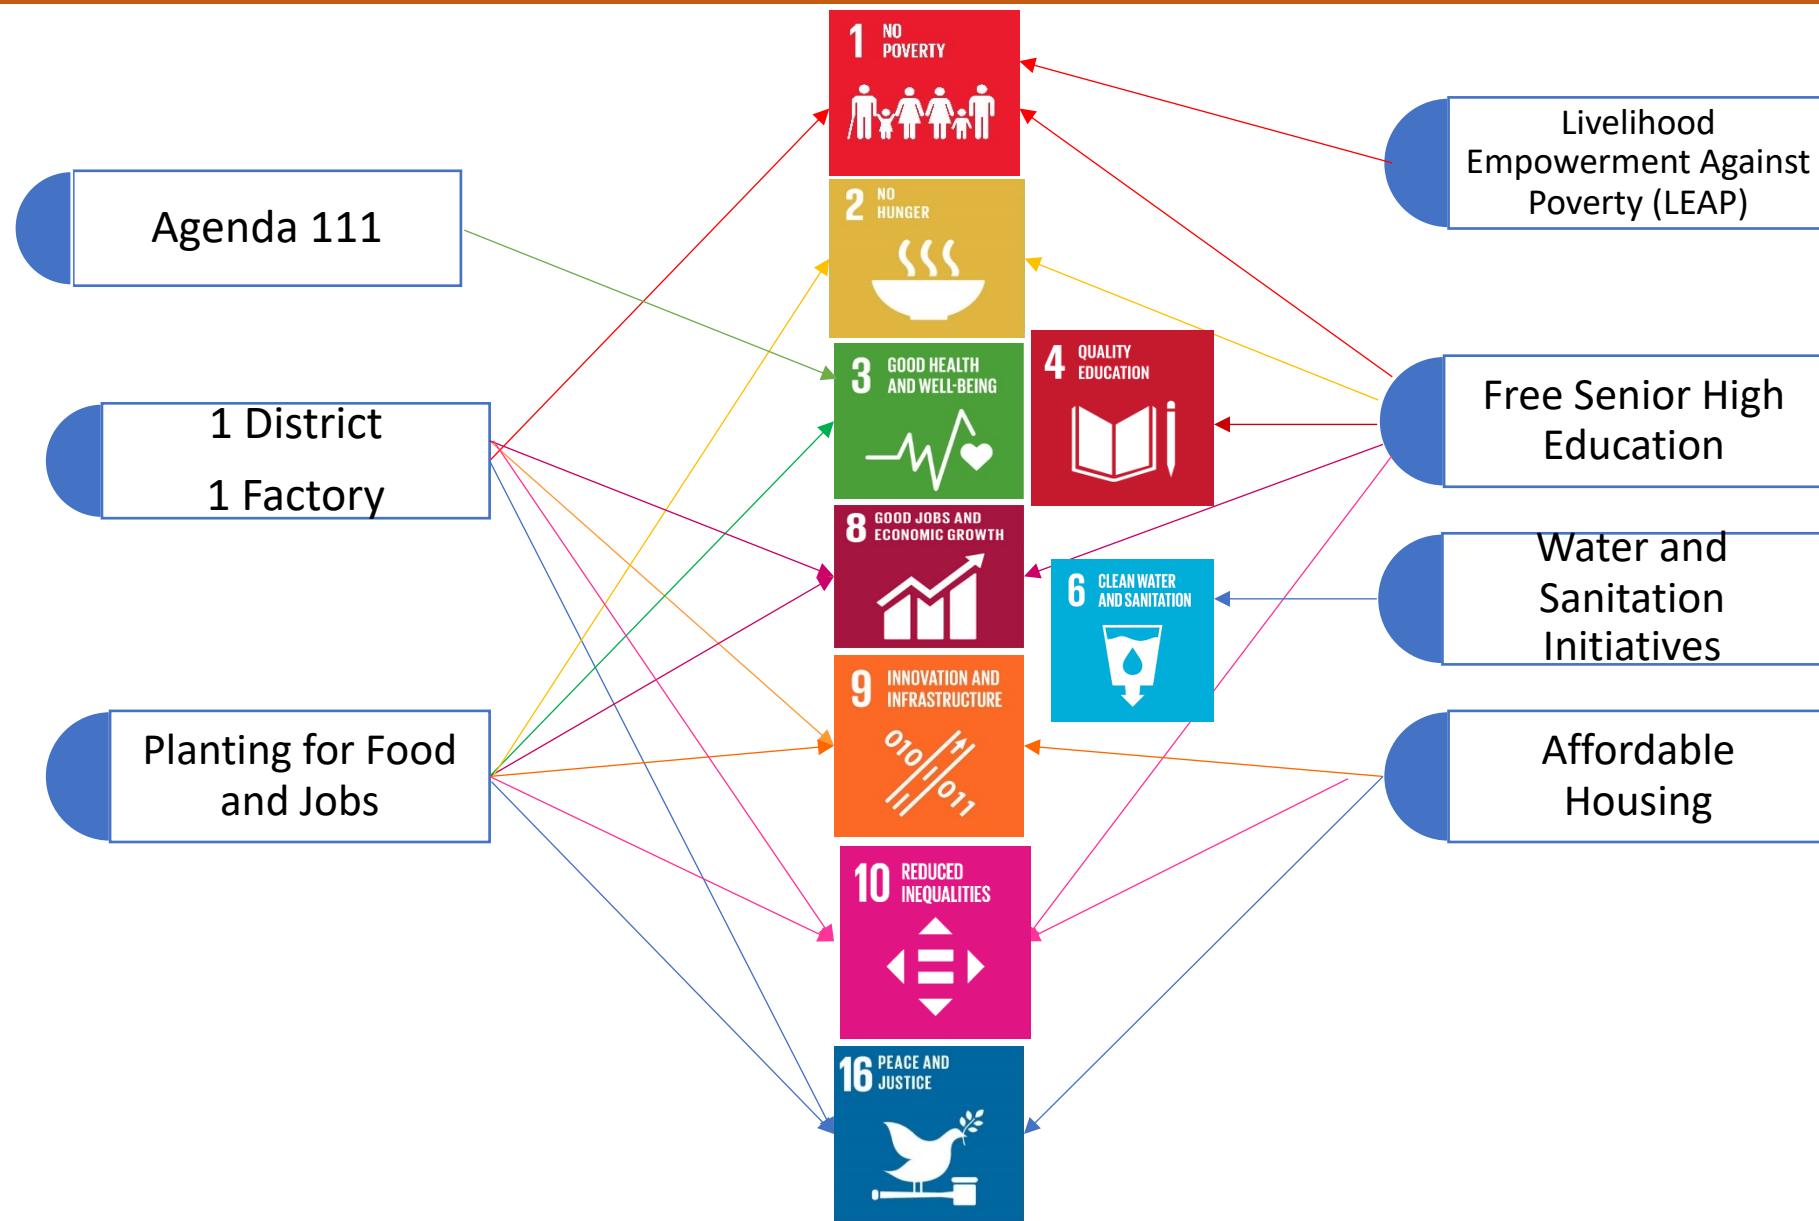 1 NO
POVERTY
Livelihood
Empowerment Against
Poverty (LEAP)
Agenda 111
2 NO
HUNGER
3 GOOD HEALTH
AND WELL-BEING
4 QUALITY
EDUCATION
Free Senior High
Education
1 District
1 Factory
8 GOOD JOBS AND
ECONOMIC GROWTH
6 CLEAN WATER
AND SANITATION
Water and
Sanitation
Initiatives
9 INNOVATION AND
INFRASTRUCTURE
010
011
Planting for Food
and Jobs
Affordable
Housing
10 REDUCED
INEQUALITIES
16 PEACE AND
JUSTICE